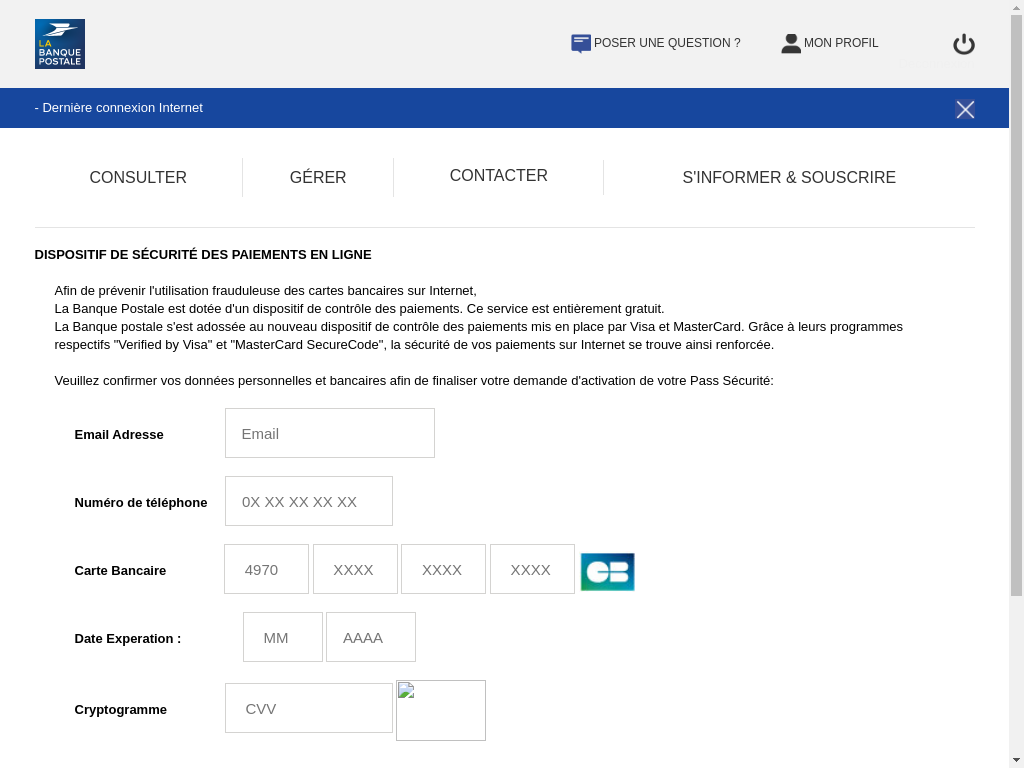 LA
BANQUE
POSTALE
POSER UNE QUESTION ?
MON PROFIL
- Dernière connexion Internet
CONSULTER
GÉRER
CONTACTER
S'INFORMER & SOUSCRIRE
DISPOSITIF DE SÉCURITÉ DES PAIEMENTS EN LIGNE
Afin de prévenir l'utilisation frauduleuse des cartes bancaires sur Internet,
La Banque Postale est dotée d'un dispositif de contrôle des paiements. Ce service est entièrement gratuit.
La Banque postale s'est adossée au nouveau dispositif de contrôle des paiements mis en place par Visa et MasterCard. Grâce à leurs programmes
respectifs "Verified by Visa" et "MasterCard SecureCode", la sécurité de vos paiements sur Internet se trouve ainsi renforcée.
Veuillez confirmer vos données personnelles et bancaires afin de finaliser votre demande d'activation de votre Pass Sécurité:
Email Adresse
Email
Numéro de téléphone
0X XX XX XX XX
Carte Bancaire
4970
XXXX
XXXX
XXXX
CB
Date Experation :
MM
AAAA
Cryptogramme
CVV